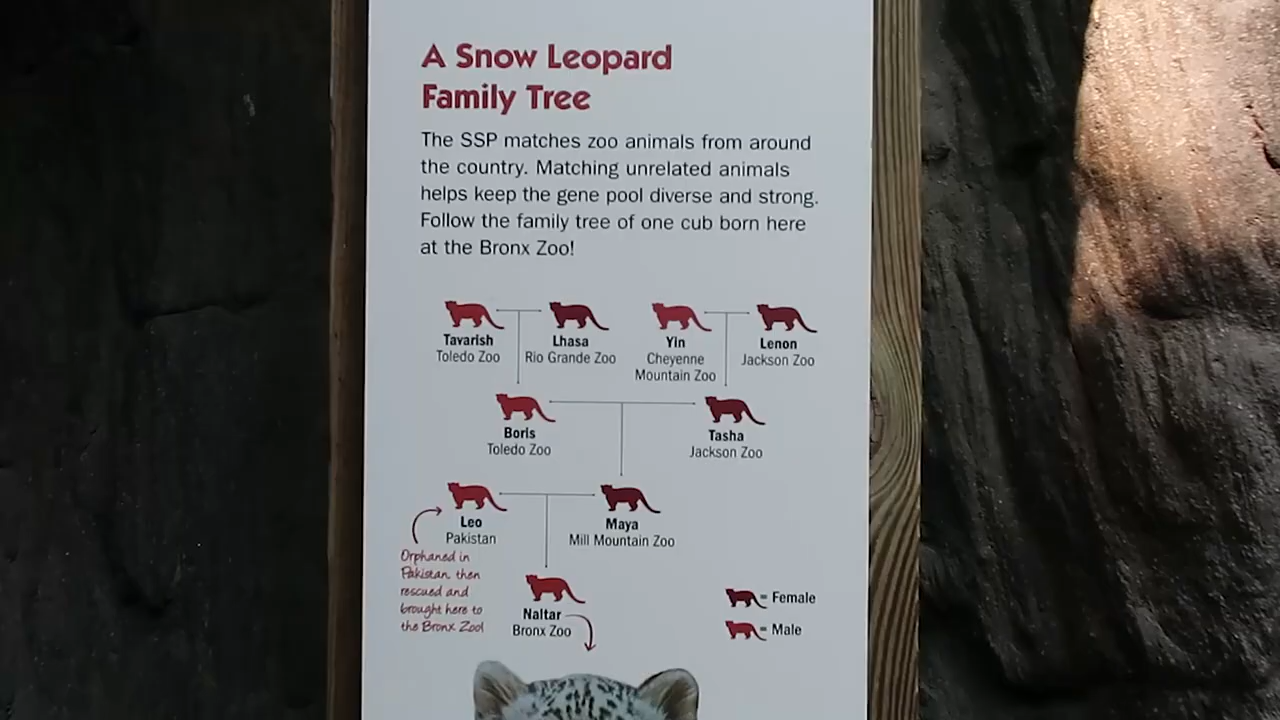 A Snow Leopard
Family Tree
The SSP matches zoo animals from around
the country. Matching unrelated animals
helps keep the gene pool diverse and strong.
Follow the family tree of one cub born here
at the Bronx Zoo!
Tavarish
Toledo Zoo
Lhasa
Rio Grande Zoo
Yin
Cheyenne
Mountain Zoo
Lenon
Jackson Zoo
Boris
Toledo Zoo
Tasha
Jackson Zoo
Leo
Pakistan
Maya
Mill Mountain Zoo
Orphaned in
Pakistan, then
rescued and
brought here to
the Bronx Zoo!
Naltar
Bronx Zoo
= Female
= Male